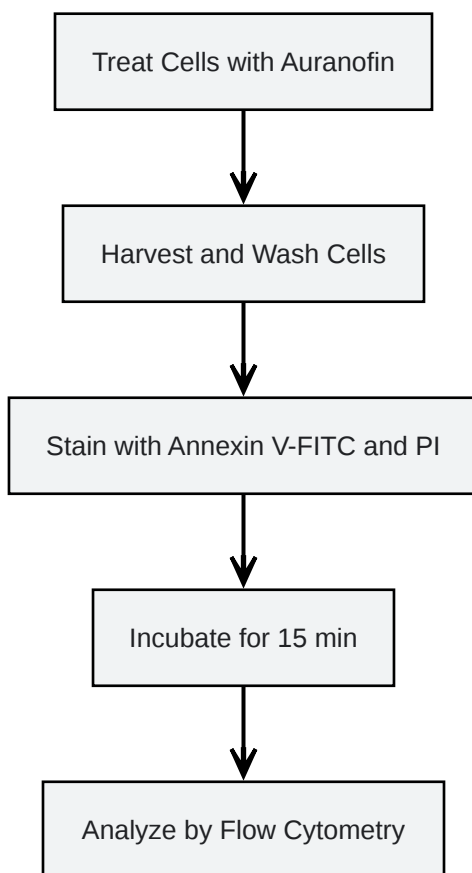 Treat Cells with Auranofin
Harvest and Wash Cells
Stain with Annexin V-FITC and PI
Incubate for 15 min
Analyze by Flow Cytometry